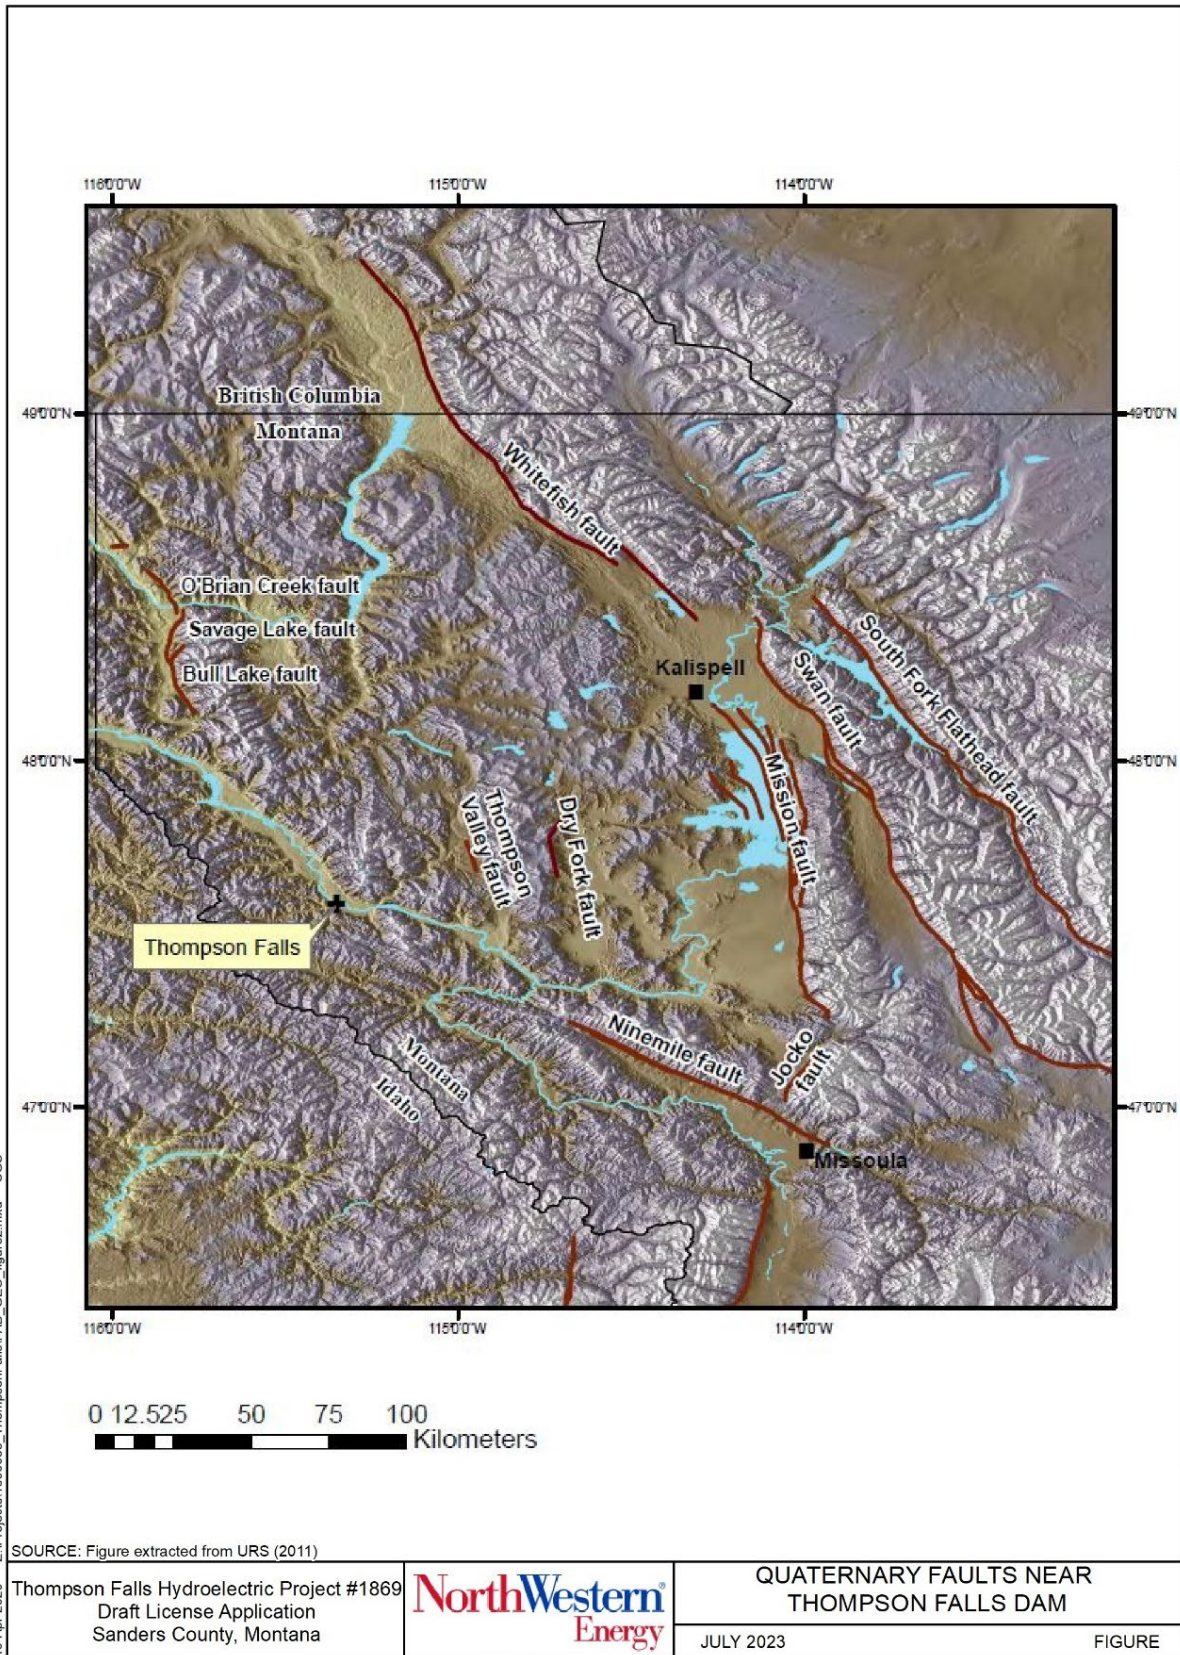 116°0'0"W
115°0'0"W
114°0'0"W
British Columbia
49°0'0"N
49°0'0"N
Montana
Whitefish fault
O'Brian Creek fault
Savage Lake fault
Bull Lake fault
Kalispell
South Fork Flathead fault
Swan fault
48°0'0"N
48°0'0"N
Mission fault
Thompson
Valley fault
Dry Fork fault
Thompson Falls
Ninemile fault
Jocko
fault
Montana
Idaho
47°0'0"N
47°0'0"N
Missoula
116°0'0"W
115°0'0"W
114°0'0"W
0 12.525 50 75 100
Kilometers
SOURCE: Figure extracted from URS (2011)
Thompson Falls Hydroelectric Project #1869
Draft License Application
Sanders County, Montana
NorthWestern
Energy
QUATERNARY FAULTS NEAR
THOMPSON FALLS DAM
JULY 2023 FIGURE